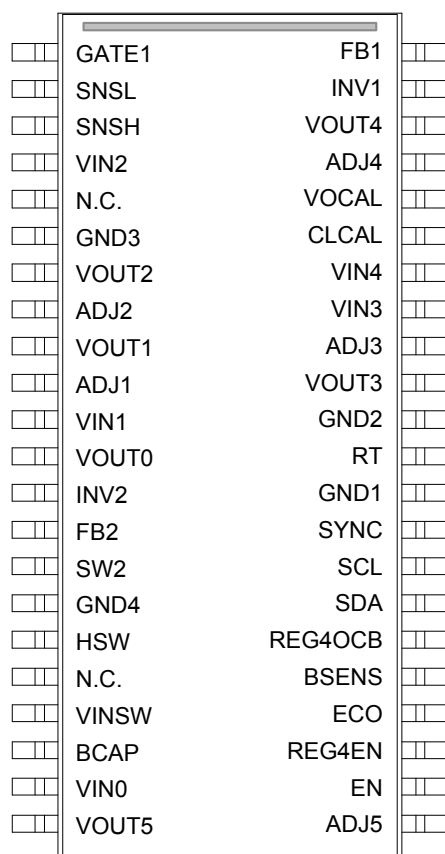 GATE1 FB1
SNSL INV1
SNSH VOUT4
VIN2 ADJ4
N.C. VOCAL
GND3 CLCAL
VOUT2 VIN4
ADJ2 VIN3
VOUT1 ADJ3
ADJ1 VOUT3
VIN1 GND2
VOUT0 RT
INV2 GND1
FB2 SYNC
SW2 SCL
GND4 SDA
HSW REG4OCB
N.C. BSENS
VINSW ECO
BCAP REG4EN
VIN0 EN
VOUT5 ADJ5